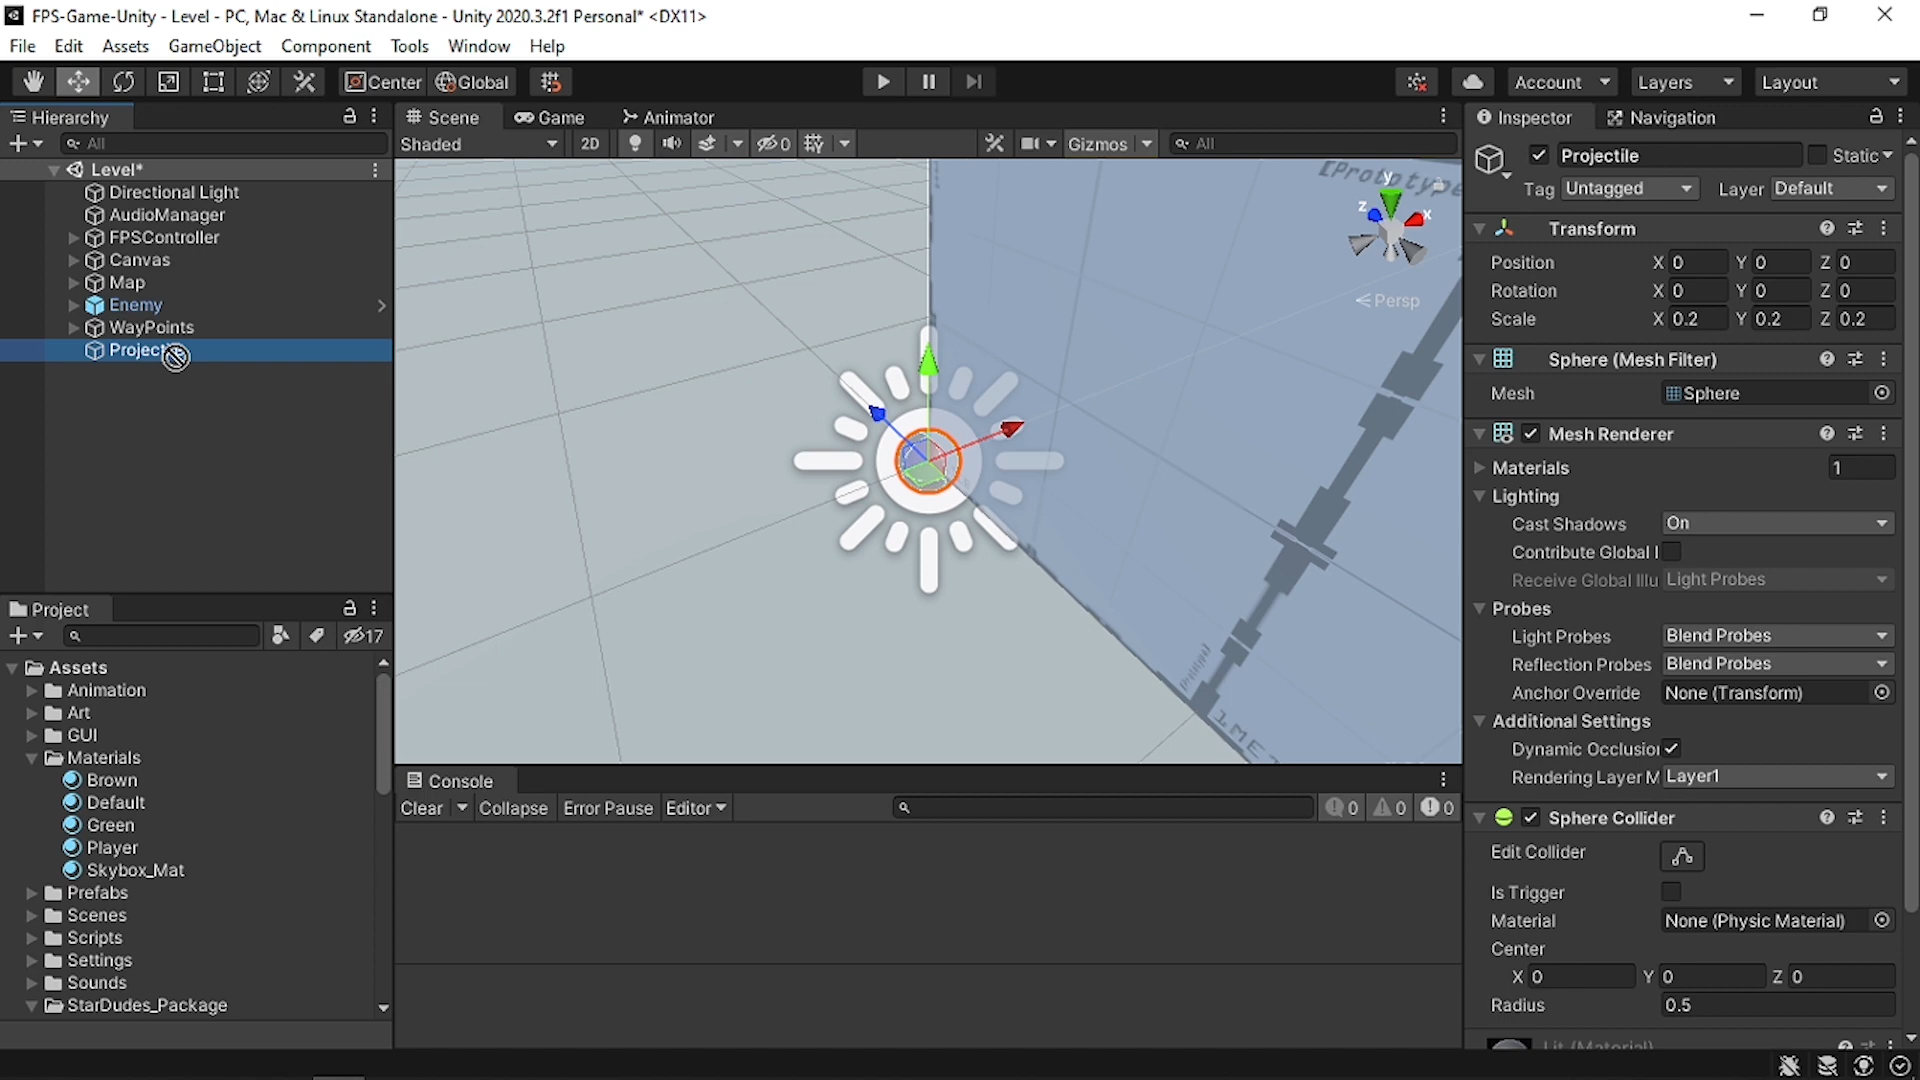 FPS-Game-Unity - Level - PC, Mac & Linux Standalone - Unity 2020.3.2f1 Personal* <DX11>
File Edit Assets GameObject Component Tools Window Help
Center Global Account Layers Layout
Hierarchy
All
Level*
Directional Light
AudioManager
FPSController
Canvas
Map
Enemy
WayPoints
Project
Project
17
Assets
Animation
Art
GUI
Materials
Brown
Default
Green
Player
Skybox_Mat
Prefabs
Scenes
Scripts
Settings
Sounds
StarDudes_Package
Scene Game Animator
Shaded 2D 0 Gizmos All
[Prototype
y
z x
Persp
Console
Clear Collapse Error Pause Editor 0 0 0
Inspector Navigation
Projectile Static
Tag Untagged Layer Default
Transform
Position X 0 Y 0 Z 0
Rotation X 0 Y 0 Z 0
Scale X 0.2 Y 0.2 Z 0.2
Sphere (Mesh Filter)
Mesh Sphere
Mesh Renderer
Materials 1
Lighting
Cast Shadows On
Contribute Global I
Receive Global Illu Light Probes
Probes
Light Probes Blend Probes
Reflection Probes Blend Probes
Anchor Override None (Transform)
Additional Settings
Dynamic Occlusion
Rendering Layer M Layer1
Sphere Collider
Edit Collider
Is Trigger
Material None (Physic Material)
Center
X 0 Y 0 Z 0
Radius 0.5
Lit (Material)